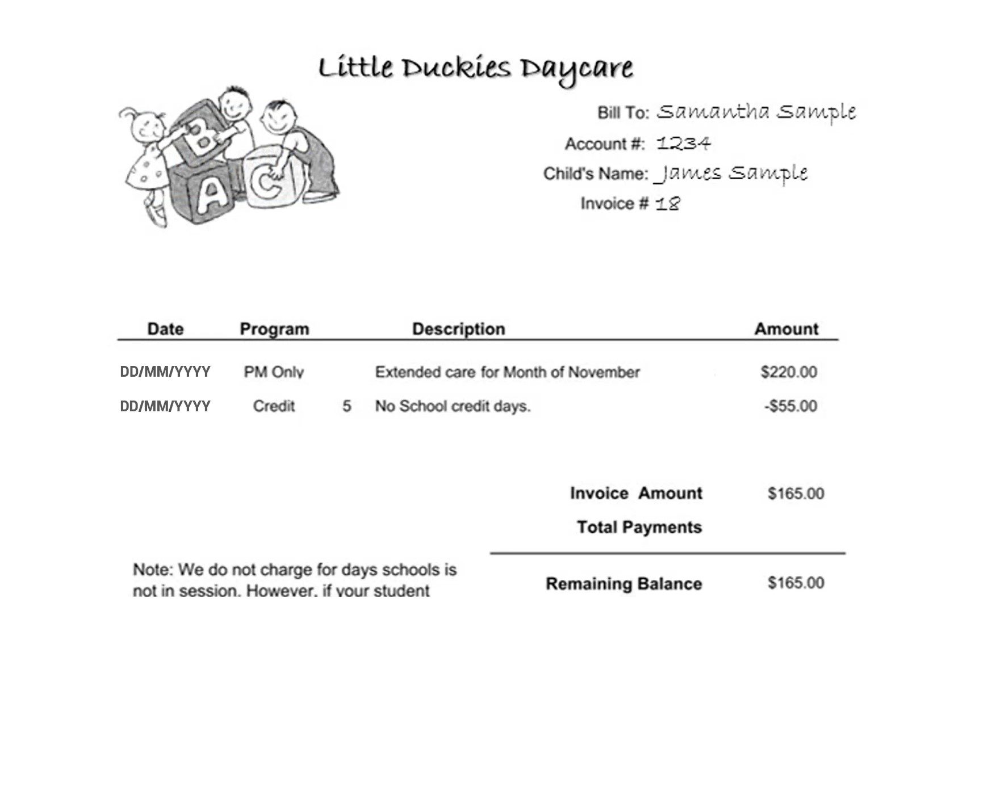 Little Duckies Daycare
B
A C
Bill To: Samantha Sample
Account #: 1234
Child's Name: James Sample
Invoice # 18
Date Program Description Amount
DD/MM/YYYY PM Only Extended care for Month of November $220.00
DD/MM/YYYY Credit 5 No School credit days. -$55.00
Invoice Amount $165.00
Total Payments
Note: We do not charge for days schools is
not in session. However, if your student
Remaining Balance $165.00